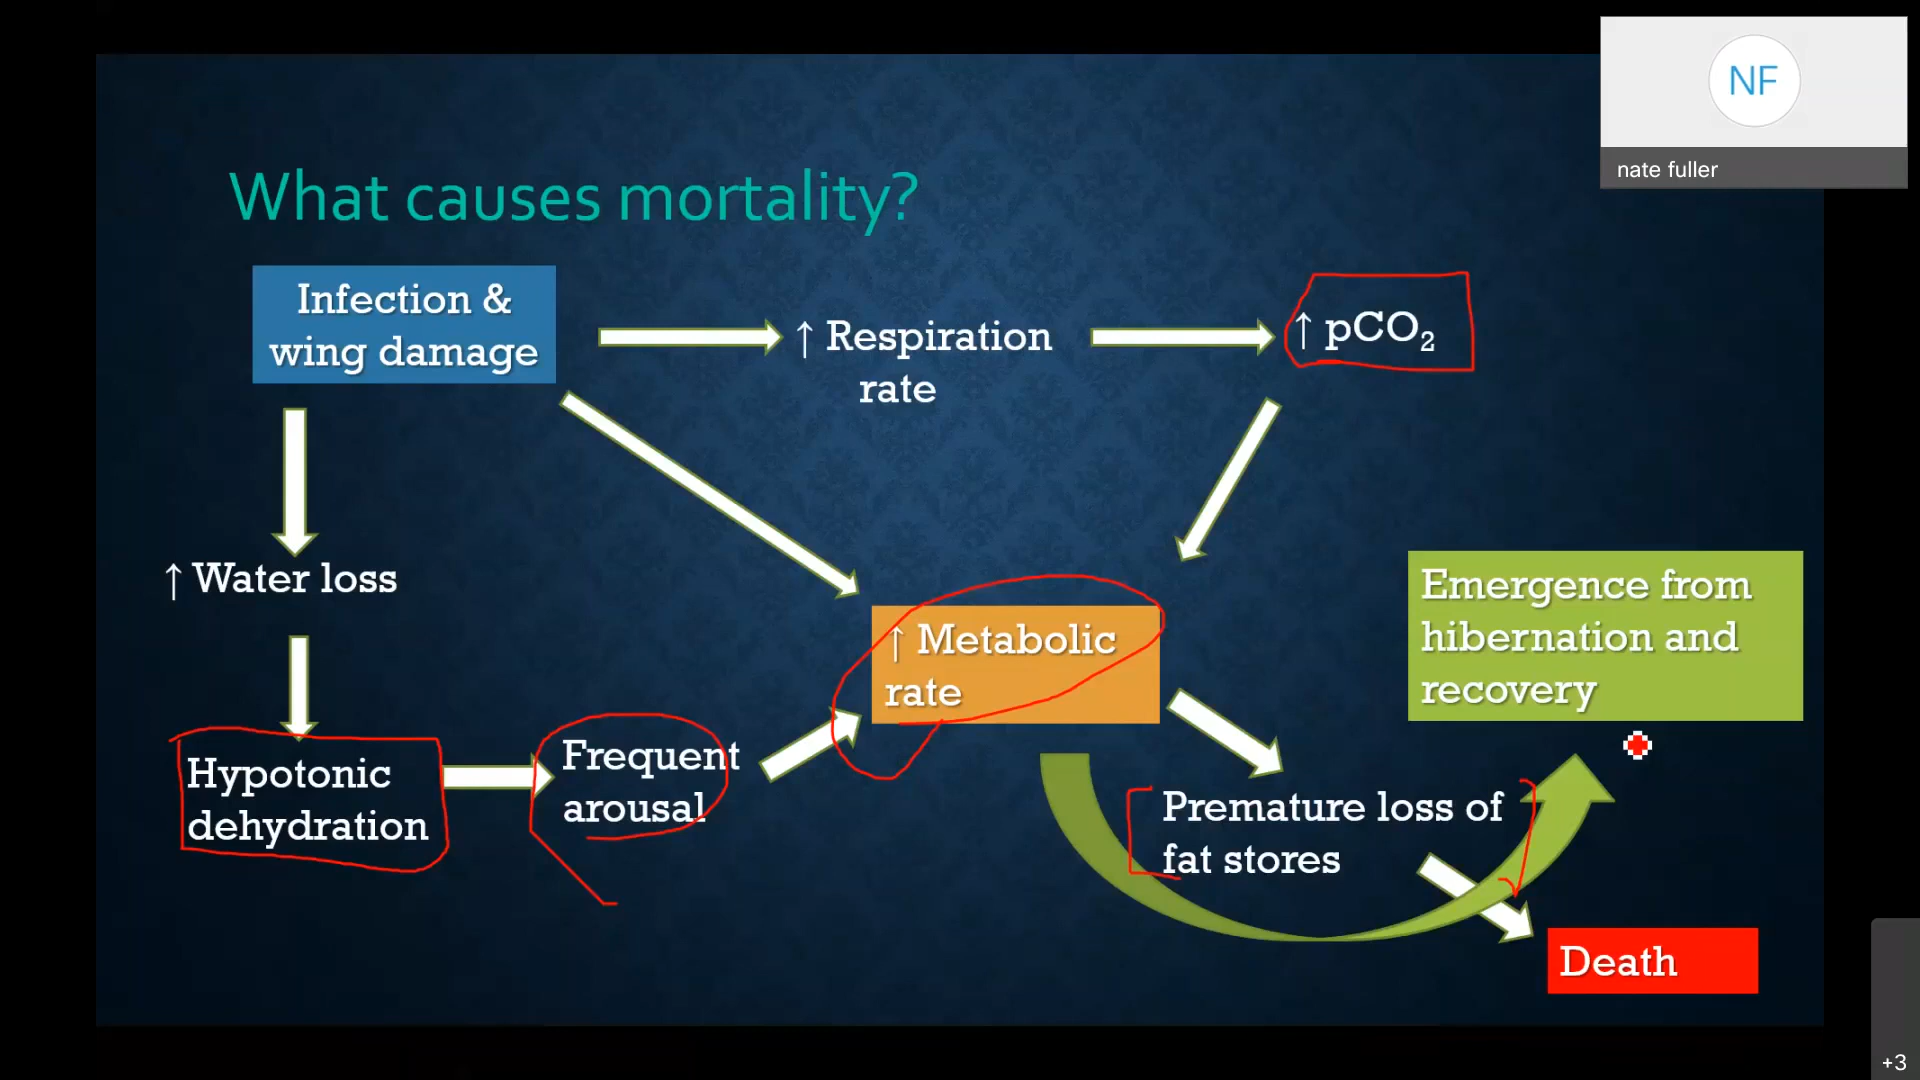 NF
nate fuller
What causes mortality?
Infection &
wing damage
↑ Respiration
rate
↑ pCO₂
↑ Water loss
↑ Metabolic
rate
Emergence from
hibernation and
recovery
Hypotonic
dehydration
Frequent
arousal
Premature loss of
fat stores
Death
+3